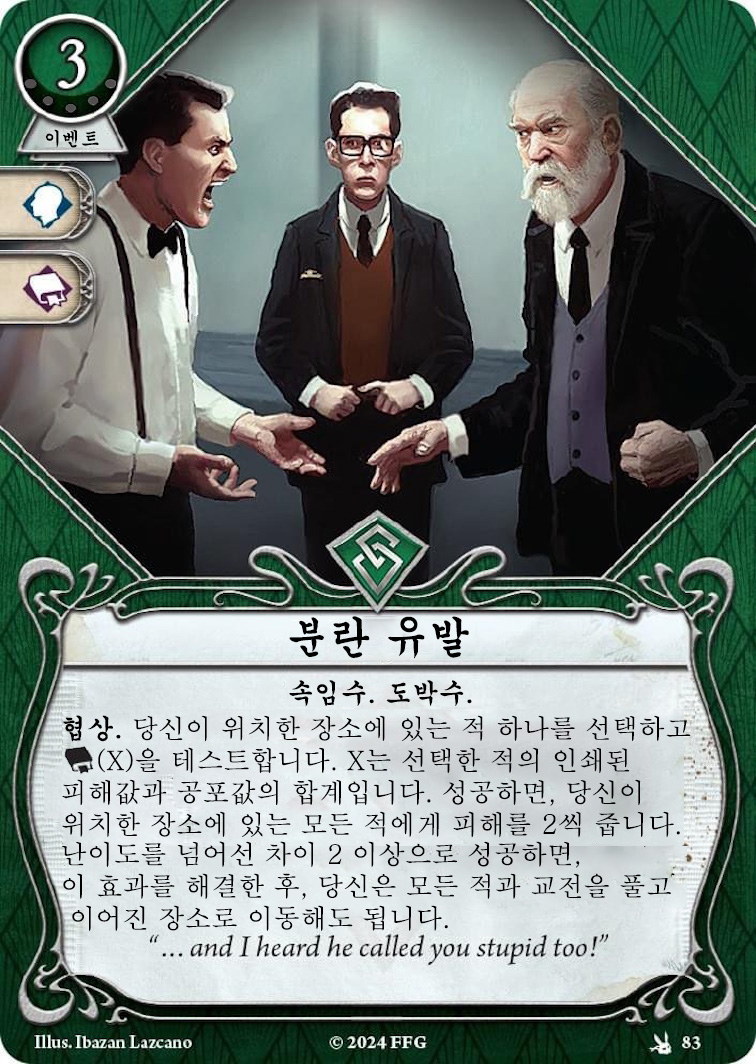 3
이벤트
분란 유발
속임수. 도박수.
협상. 당신이 위치한 장소에 있는 적 하나를 선택하고
(X)을 테스트합니다. X는 선택한 적의 인쇄된
피해값과 공포값의 합계입니다. 성공하면, 당신이
위치한 장소에 있는 모든 적에게 피해를 2씩 줍니다.
난이도를 넘어선 차이 2 이상으로 성공하면,
이 효과를 해결한 후, 당신은 모든 적과 교전을 풀고
이어진 장소로 이동해도 됩니다.
“... and I heard he called you stupid too!”
Illus. Ibazan Lazcano
© 2024 FFG
83